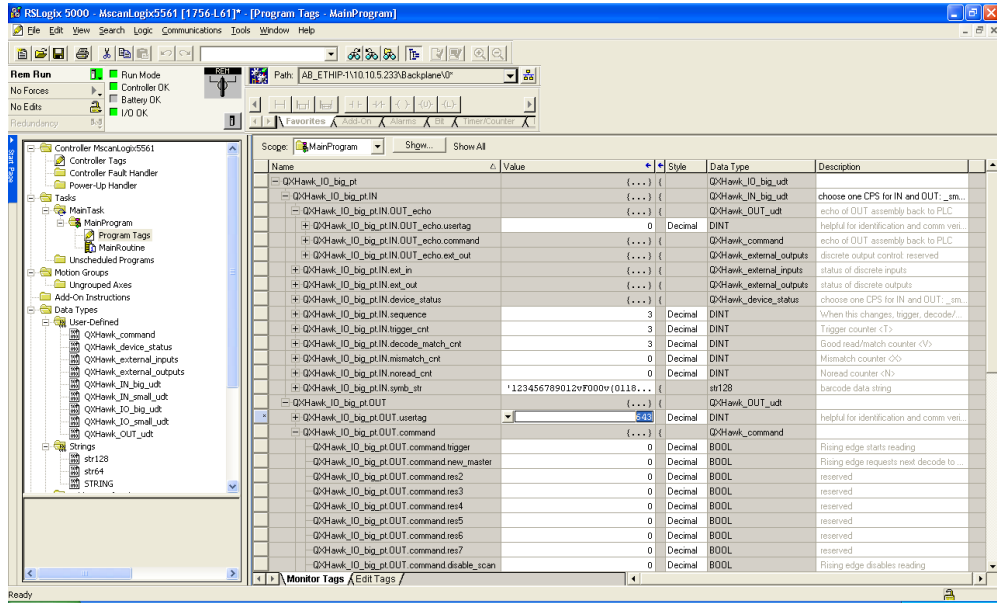 RSLogix 5000 - MscanLogix5561 [1756-L61]* - [Program Tags - MainProgram]
File Edit View Search Logic Communications Tools Window Help
Rem Run
Run Mode
No Forces
Controller OK
Battery OK
No Edits
I/O OK
Redundancy
REM
Path: AB_ETHIP-1\10.10.5.233\Backplane\0*
Favorites Add-On Alarms Bit Timer/Counter
Start Page
Controller MscanLogix5561
Controller Tags
Controller Fault Handler
Power-Up Handler
Tasks
MainTask
MainProgram
Program Tags
MainRoutine
Unscheduled Programs
Motion Groups
Ungrouped Axes
Add-On Instructions
Data Types
User-Defined
QXHawk_command
QXHawk_device_status
QXHawk_external_inputs
QXHawk_external_outputs
QXHawk_IN_big_udt
QXHawk_IN_small_udt
QXHawk_IO_big_udt
QXHawk_IO_small_udt
QXHawk_OUT_udt
Strings
str128
str64
STRING
Scope: MainProgram Show... Show All
Name Value Style Data Type Description
QXHawk_IO_big_pt {...} { QXHawk_IO_big_udt
QXHawk_IO_big_pt.IN {...} { QXHawk_IN_big_udt choose one CPS for IN and OUT: _sm...
QXHawk_IO_big_pt.IN.OUT_echo {...} { QXHawk_OUT_udt echo of OUT assembly back to PLC
QXHawk_IO_big_pt.IN.OUT_echo.usertag 0 Decimal DINT helpful for identification and comm veri...
QXHawk_IO_big_pt.IN.OUT_echo.command {...} { QXHawk_command echo of OUT assembly back to PLC
QXHawk_IO_big_pt.IN.OUT_echo.ext_out {...} { QXHawk_external_outputs discrete output control: reserved
QXHawk_IO_big_pt.IN.ext_in {...} { QXHawk_external_inputs status of discrete inputs
QXHawk_IO_big_pt.IN.ext_out {...} { QXHawk_external_outputs status of discrete outputs
QXHawk_IO_big_pt.IN.device_status {...} { QXHawk_device_status choose one CPS for IN and OUT: _sm...
QXHawk_IO_big_pt.IN.sequence 3 Decimal DINT When this changes, trigger, decode/...
QXHawk_IO_big_pt.IN.trigger_cnt 3 Decimal DINT Trigger counter <T>
QXHawk_IO_big_pt.IN.decode_match_cnt 3 Decimal DINT Good read/match counter <V>
QXHawk_IO_big_pt.IN.mismatch_cnt 0 Decimal DINT Mismatch counter <X>
QXHawk_IO_big_pt.IN.noread_cnt 0 Decimal DINT Noread counter <N>
QXHawk_IO_big_pt.IN.symb_str '123456789012vF000v(0118... { str128 barcode data string
QXHawk_IO_big_pt.OUT {...} { QXHawk_OUT_udt
QXHawk_IO_big_pt.OUT.usertag 643 Decimal DINT helpful for identification and comm veri...
QXHawk_IO_big_pt.OUT.command {...} { QXHawk_command
QXHawk_IO_big_pt.OUT.command.trigger 0 Decimal BOOL Rising edge starts reading
QXHawk_IO_big_pt.OUT.command.new_master 0 Decimal BOOL Rising edge requests next decode to ...
QXHawk_IO_big_pt.OUT.command.res2 0 Decimal BOOL reserved
QXHawk_IO_big_pt.OUT.command.res3 0 Decimal BOOL reserved
QXHawk_IO_big_pt.OUT.command.res4 0 Decimal BOOL reserved
QXHawk_IO_big_pt.OUT.command.res5 0 Decimal BOOL reserved
QXHawk_IO_big_pt.OUT.command.res6 0 Decimal BOOL reserved
QXHawk_IO_big_pt.OUT.command.res7 0 Decimal BOOL reserved
QXHawk_IO_big_pt.OUT.command.disable_scan 0 Decimal BOOL Rising edge disables reading
Monitor Tags Edit Tags
Ready